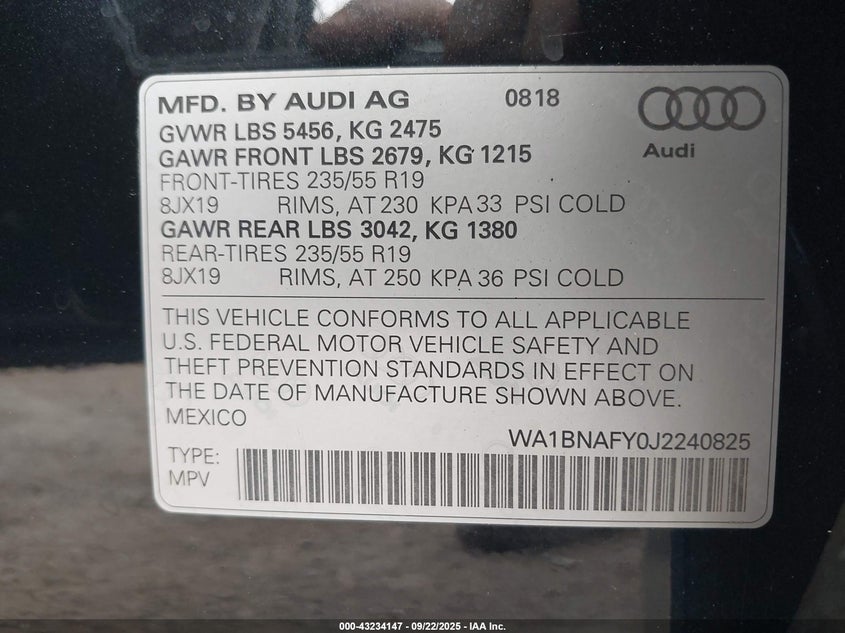 MFD. BY AUDI AG 0818
Audi
GVWR LBS 5456, KG 2475
GAWR FRONT LBS 2679, KG 1215
FRONT-TIRES 235/55 R19
8JX19 RIMS, AT 230 KPA 33 PSI COLD
GAWR REAR LBS 3042, KG 1380
REAR-TIRES 235/55 R19
8JX19 RIMS, AT 250 KPA 36 PSI COLD
THIS VEHICLE CONFORMS TO ALL APPLICABLE
U.S. FEDERAL MOTOR VEHICLE SAFETY AND
THEFT PREVENTION STANDARDS IN EFFECT ON
THE DATE OF MANUFACTURE SHOWN ABOVE.
MEXICO
WA1BNAFY0J2240825
TYPE:
MPV
000-43234147 - 09/22/2025 - IAA Inc.